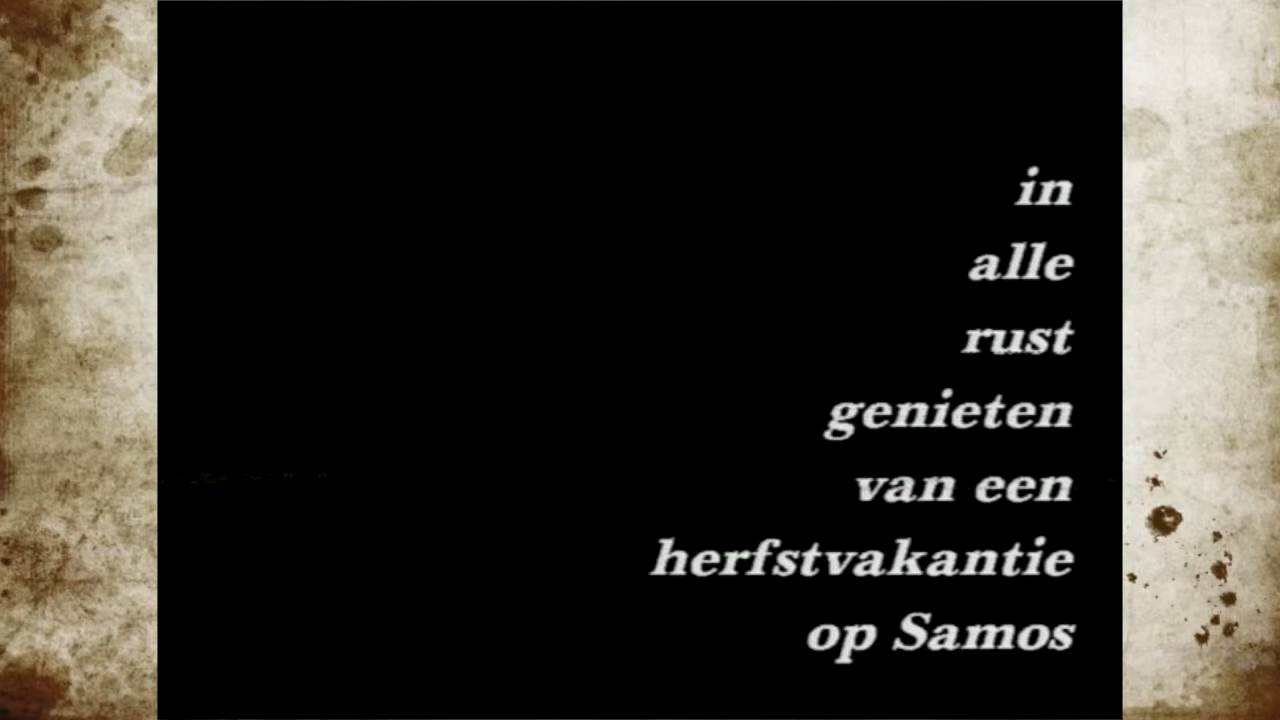 in
alle
rust
genieten
van een
herfstvakantie
op Samos